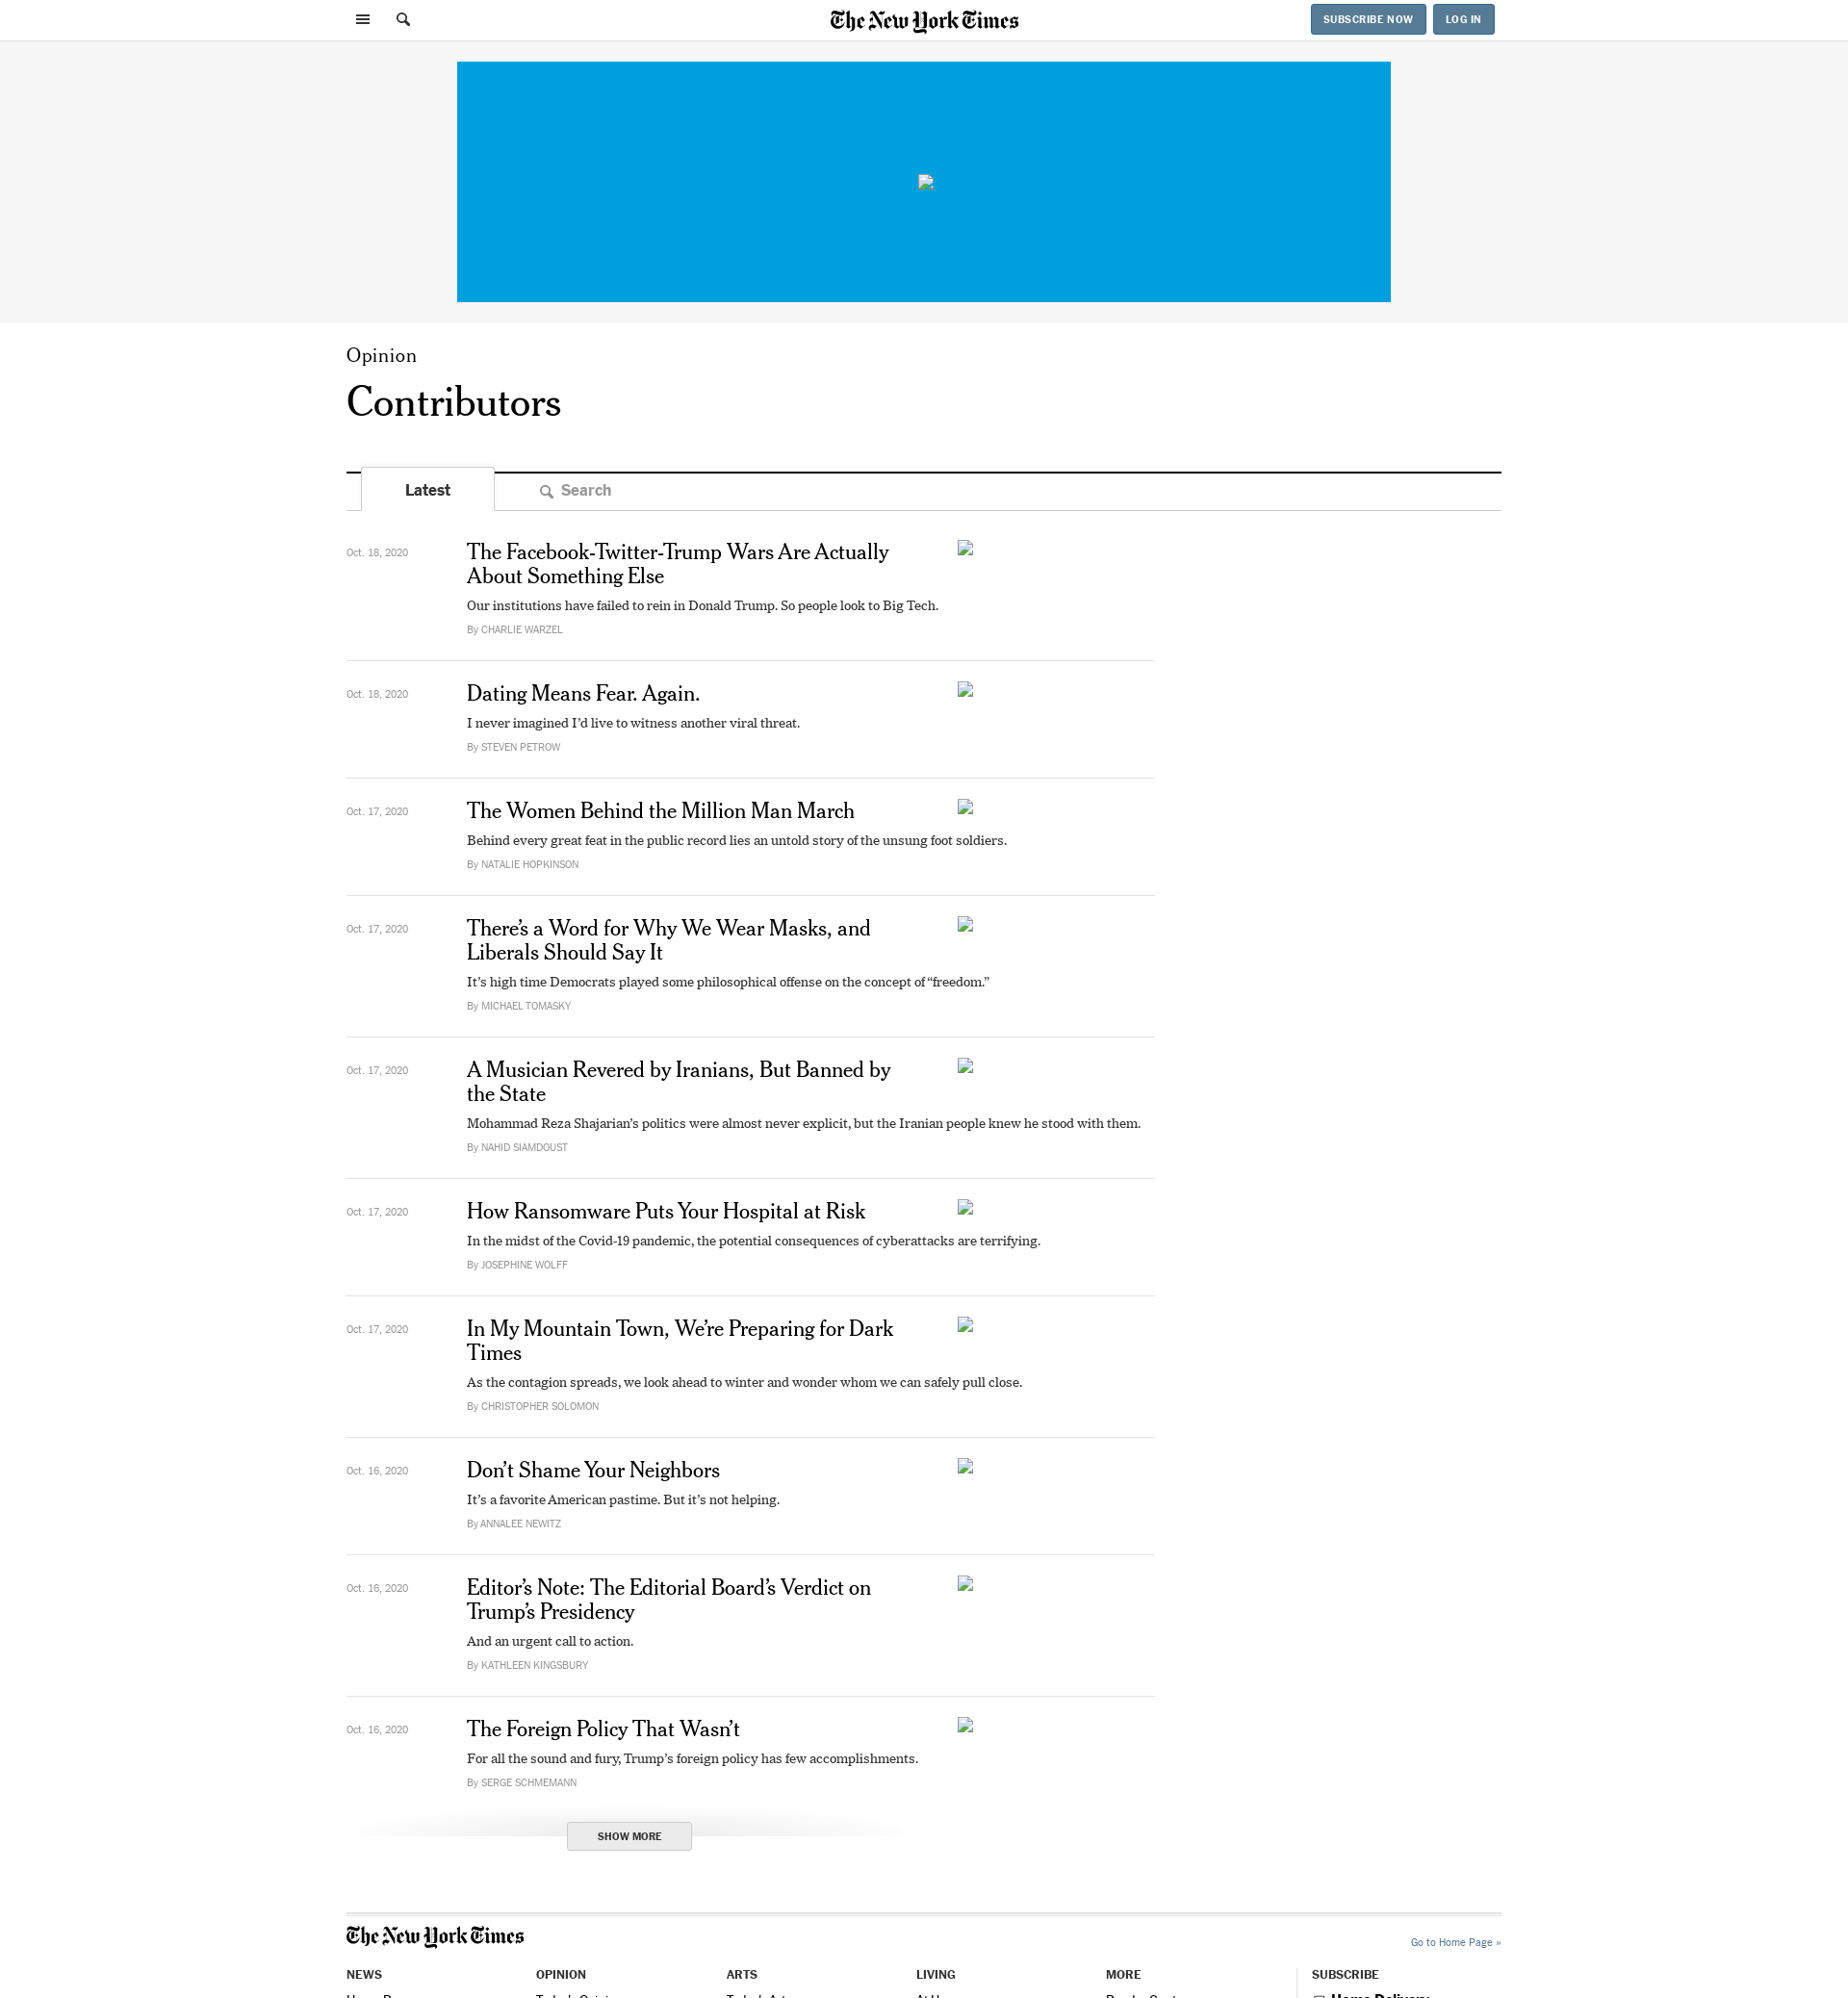 The New York Times
SUBSCRIBE NOW
LOG IN
Opinion
Contributors
Latest
Search
Oct. 18, 2020
The Facebook-Twitter-Trump Wars Are Actually
About Something Else
Our institutions have failed to rein in Donald Trump. So people look to Big Tech.
By CHARLIE WARZEL
Oct. 18, 2020
Dating Means Fear. Again.
I never imagined I’d live to witness another viral threat.
By STEVEN PETROW
Oct. 17, 2020
The Women Behind the Million Man March
Behind every great feat in the public record lies an untold story of the unsung foot soldiers.
By NATALIE HOPKINSON
Oct. 17, 2020
There’s a Word for Why We Wear Masks, and
Liberals Should Say It
It’s high time Democrats played some philosophical offense on the concept of “freedom.”
By MICHAEL TOMASKY
Oct. 17, 2020
A Musician Revered by Iranians, But Banned by
the State
Mohammad Reza Shajarian’s politics were almost never explicit, but the Iranian people knew he stood with them.
By NAHID SIAMDOUST
Oct. 17, 2020
How Ransomware Puts Your Hospital at Risk
In the midst of the Covid-19 pandemic, the potential consequences of cyberattacks are terrifying.
By JOSEPHINE WOLFF
Oct. 17, 2020
In My Mountain Town, We’re Preparing for Dark
Times
As the contagion spreads, we look ahead to winter and wonder whom we can safely pull close.
By CHRISTOPHER SOLOMON
Oct. 16, 2020
Don’t Shame Your Neighbors
It’s a favorite American pastime. But it’s not helping.
By ANNALEE NEWITZ
Oct. 16, 2020
Editor’s Note: The Editorial Board’s Verdict on
Trump’s Presidency
And an urgent call to action.
By KATHLEEN KINGSBURY
Oct. 16, 2020
The Foreign Policy That Wasn’t
For all the sound and fury, Trump’s foreign policy has few accomplishments.
By SERGE SCHMEMANN
SHOW MORE
The New York Times
Go to Home Page »
NEWS
OPINION
ARTS
LIVING
MORE
SUBSCRIBE
Home Delivery